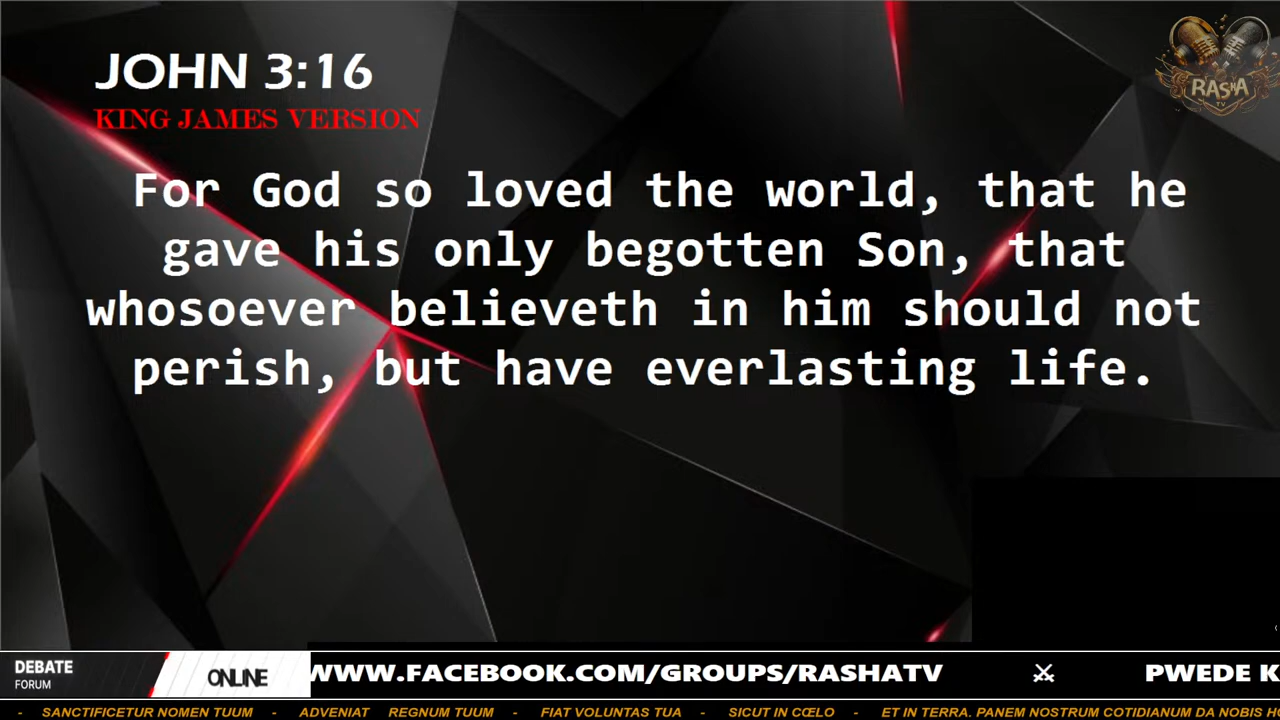 JOHN 3:16
KING JAMES VERSION
RASHA
TV
For God so loved the world, that he
gave his only begotten Son, that
whosoever believeth in him should not
perish, but have everlasting life.
DEBATE
FORUM
ONLINE
WWW.FACEBOOK.COM/GROUPS/RASHATV ⚔ PWEDE
- SANCTIFICETUR NOMEN TUUM - ADVENIAT REGNUM TUUM - FIAT VOLUNTAS TUA - SICUT IN CŒLO - ET IN TERRA. PANEM NOSTRUM COTIDIANUM DA NOBIS